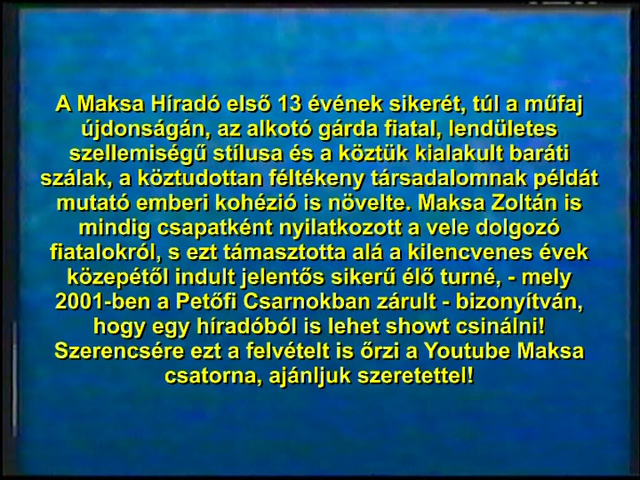 A Maksa Híradó első 13 évének sikerét, túl a műfaj
újdonságán, az alkotó gárda fiatal, lendületes
szellemiségű stílusa és a köztük kialakult baráti
szálak, a köztudottan féltékeny társadalomnak példát
mutató emberi kohézió is növelte. Maksa Zoltán is
mindig csapatként nyilatkozott a vele dolgozó
fiatalokról, s ezt támasztotta alá a kilencvenes évek
közepétől indult jelentős sikerű élő turné, - mely
2001-ben a Petőfi Csarnokban zárult - bizonyítván,
hogy egy híradóból is lehet showt csinálni!
Szerencsére ezt a felvételt is őrzi a Youtube Maksa
csatorna, ajánljuk szeretettel!